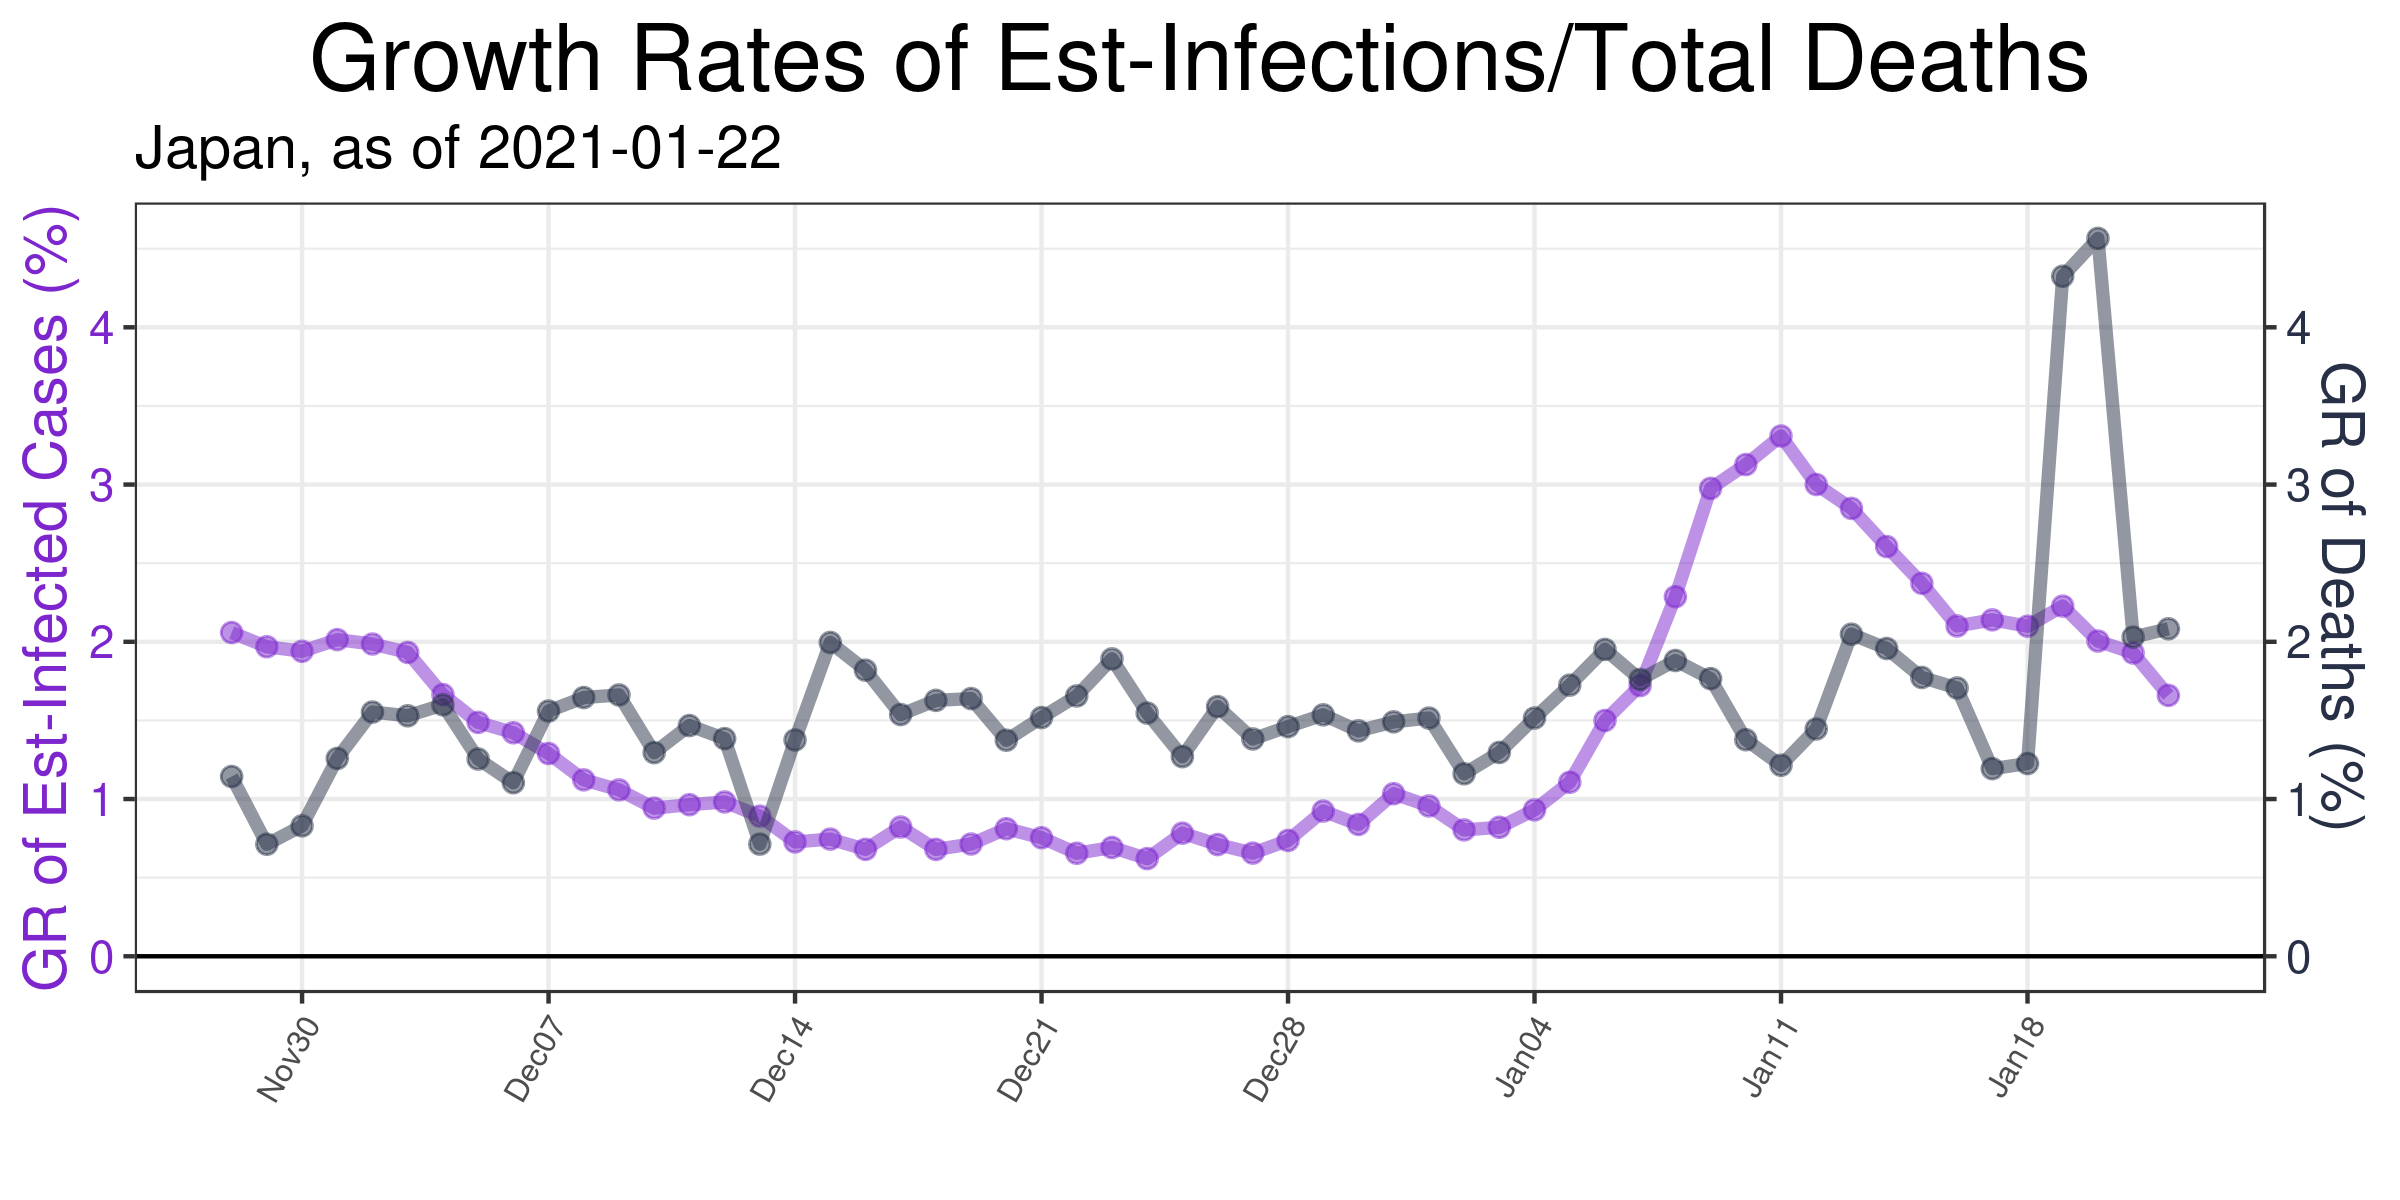 Growth Rates of Est-Infections/Total Deaths
Japan, as of 2021-01-22
GR of Est-Infected Cases (%)
4
3
2
1
0
4
3
2
1
0
GR of Deaths (%)
Nov30
Dec07
Dec14
Dec21
Dec28
Jan04
Jan11
Jan18